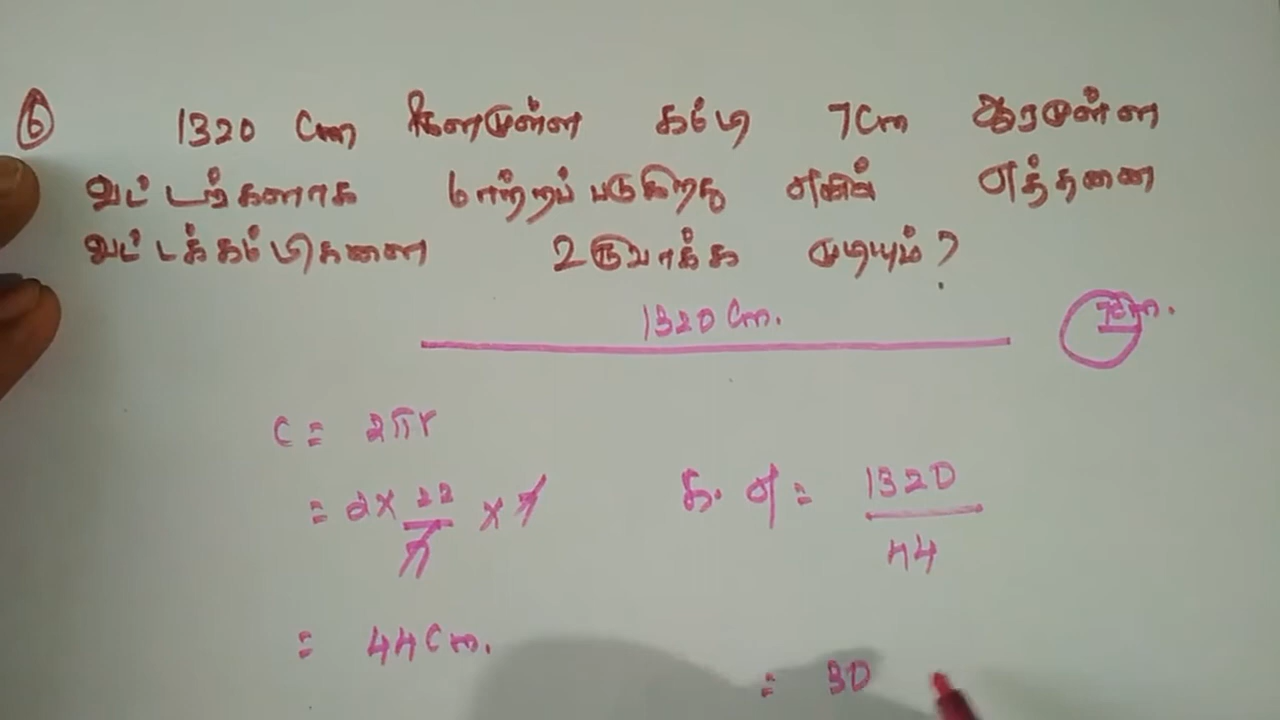 6 1320 Cm நீளமுள்ள கம்பி 7Cm ஆரமுள்ள
வட்டங்களாக மாற்றப்படுகிறது எனில் எத்தனை
வட்டக்கம்பிகளை உருவாக்க முடியும்?
1320 Cm.
7cm.
C = 2πr
= 2 × 22/7 × 7
= 44 Cm.
க. எ = 1320/44
= 30